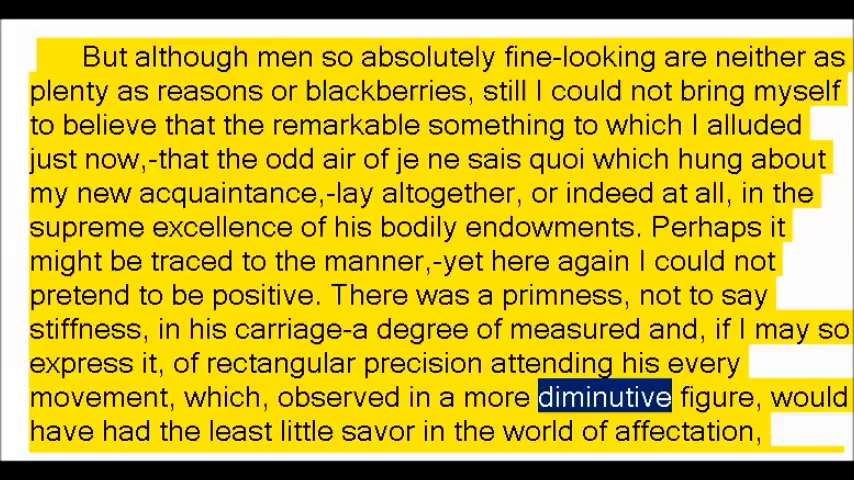 But although men so absolutely fine-looking are neither as
plenty as reasons or blackberries, still I could not bring myself
to believe that the remarkable something to which I alluded
just now,-that the odd air of je ne sais quoi which hung about
my new acquaintance,-lay altogether, or indeed at all, in the
supreme excellence of his bodily endowments. Perhaps it
might be traced to the manner,-yet here again I could not
pretend to be positive. There was a primness, not to say
stiffness, in his carriage-a degree of measured and, if I may so
express it, of rectangular precision attending his every
movement, which, observed in a more diminutive figure, would
have had the least little savor in the world of affectation,